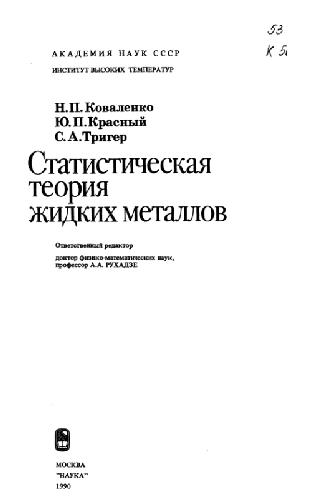 53
АКАДЕМИЯ НАУК СССР
ИНСТИТУТ ВЫСОКИХ ТЕМПЕРАТУР
Н.П. Коваленко
Ю.П. Красный
С.А. Тригер
Статистическая
теория
жидких металлов
Ответственный редактор
доктор физико-математических наук,
профессор А.А. РУХАДЗЕ
МОСКВА
"НАУКА"
1990